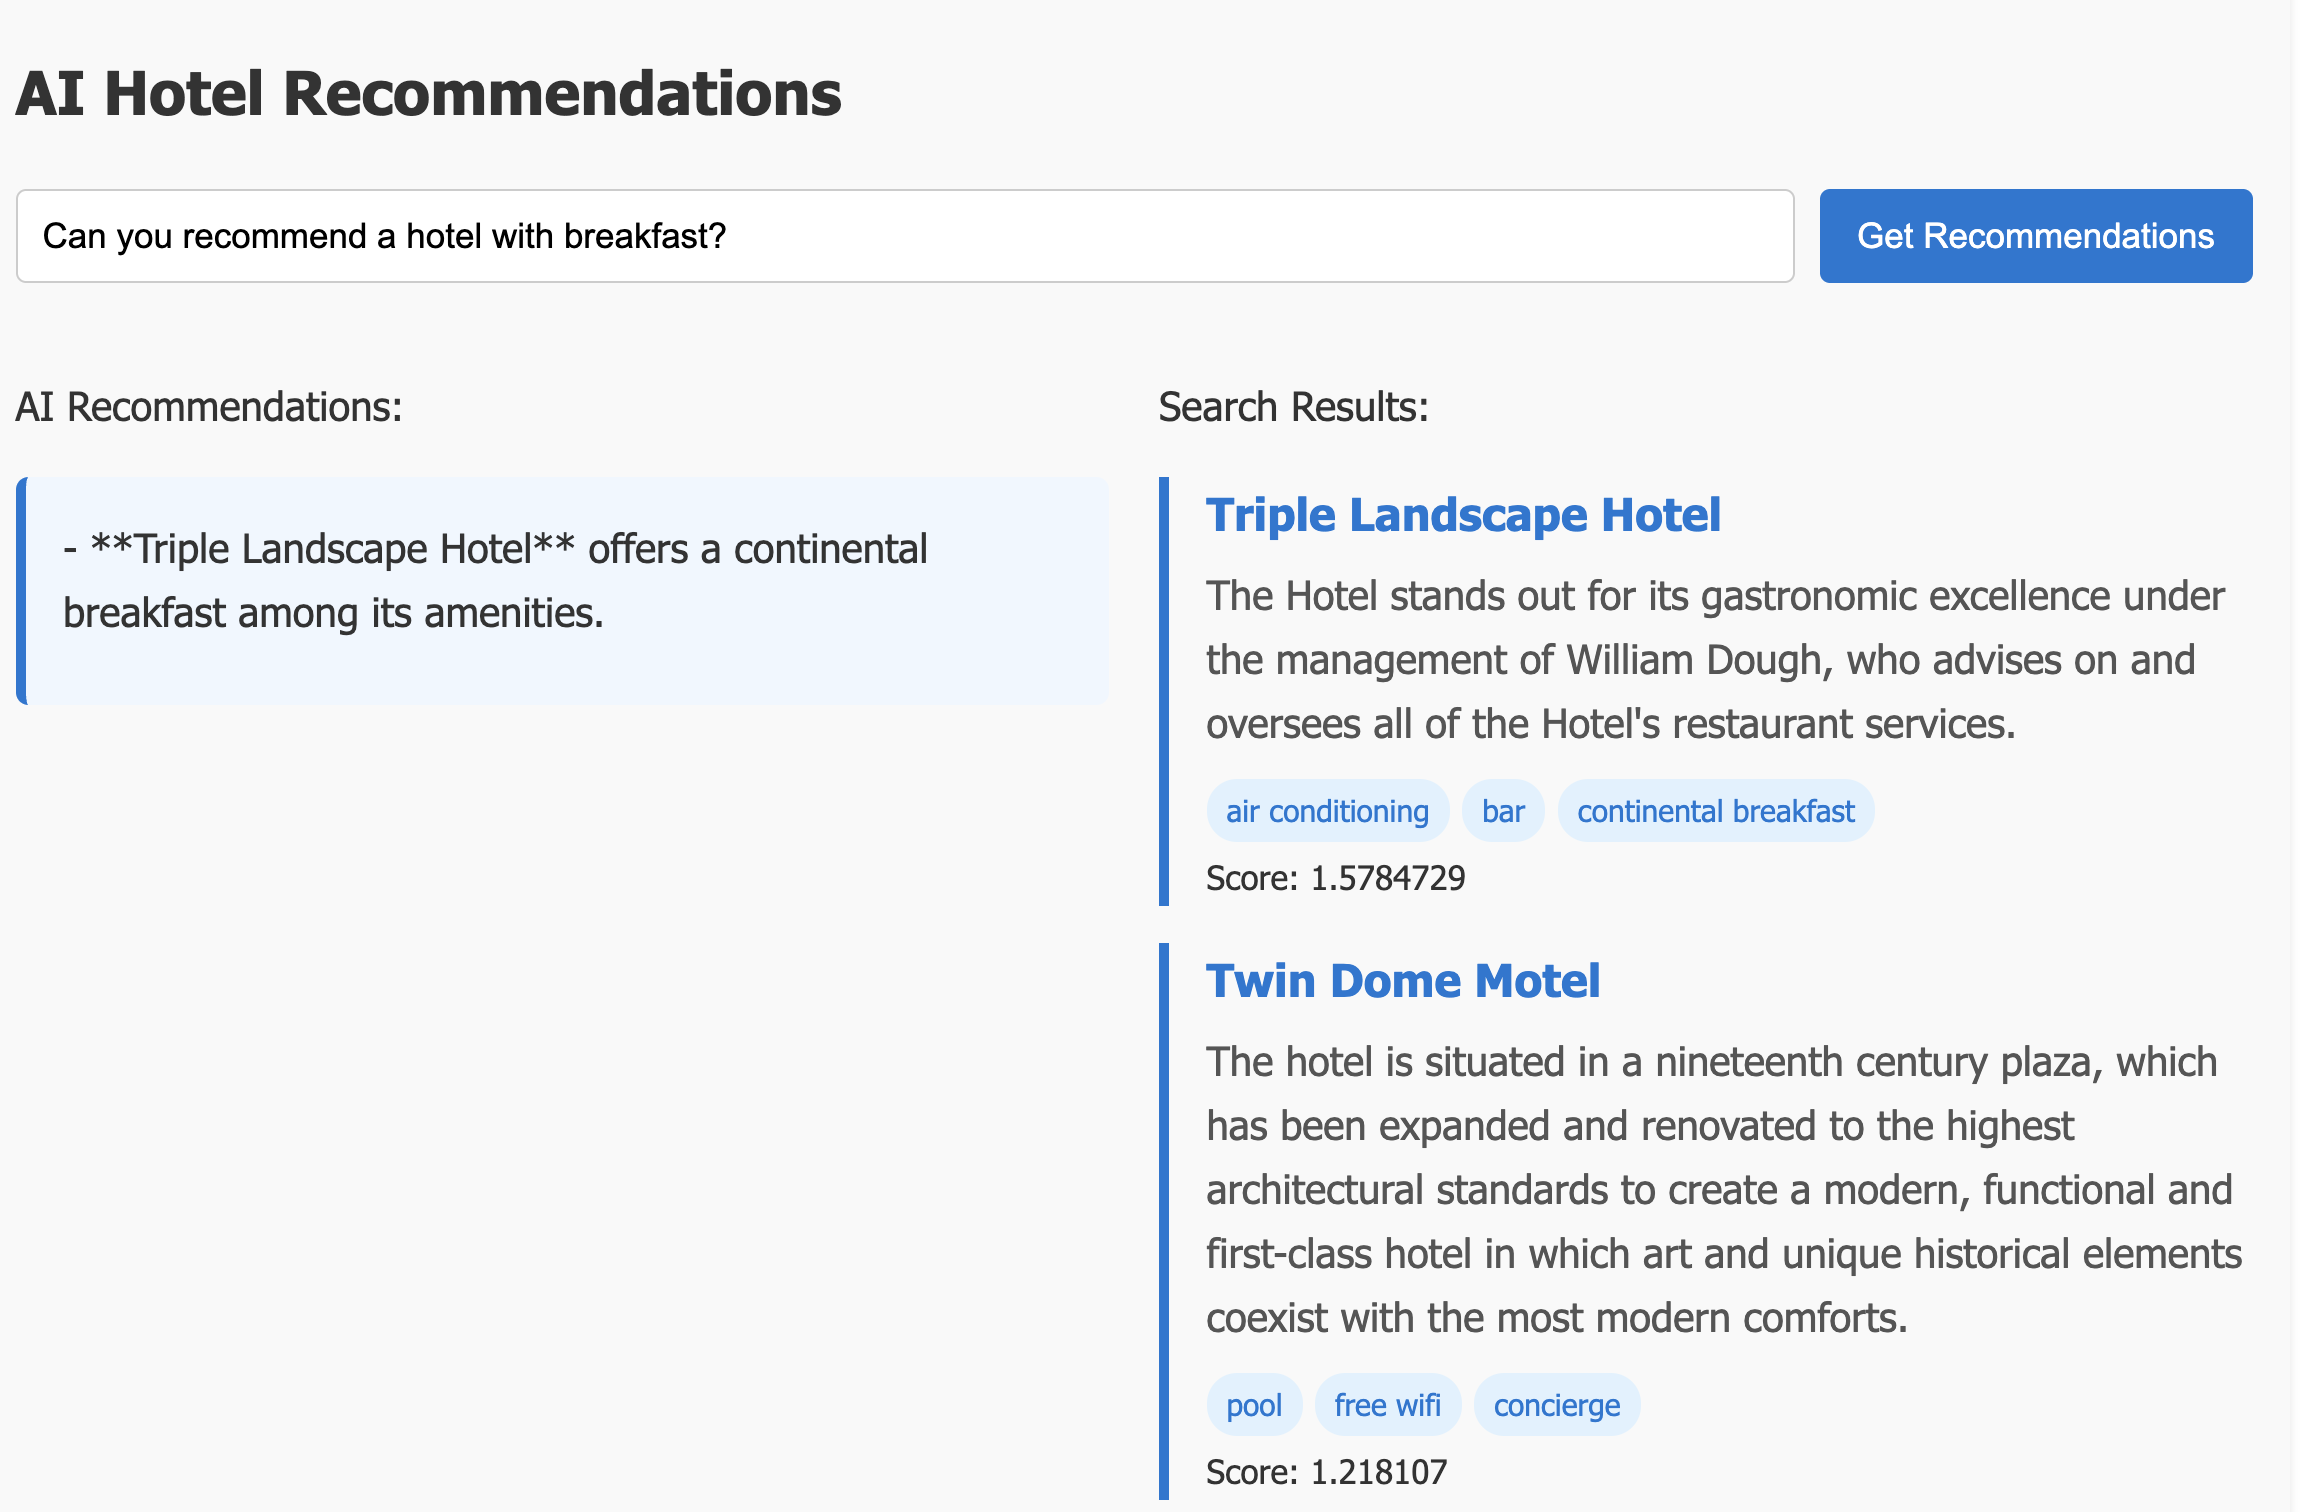 AI Hotel Recommendations
Can you recommend a hotel with breakfast?
Get Recommendations
AI Recommendations:
- **Triple Landscape Hotel** offers a continental
breakfast among its amenities.
Search Results:
Triple Landscape Hotel
The Hotel stands out for its gastronomic excellence under
the management of William Dough, who advises on and
oversees all of the Hotel's restaurant services.
air conditioning
bar
continental breakfast
Score: 1.5784729
Twin Dome Motel
The hotel is situated in a nineteenth century plaza, which
has been expanded and renovated to the highest
architectural standards to create a modern, functional and
first-class hotel in which art and unique historical elements
coexist with the most modern comforts.
pool
free wifi
concierge
Score: 1.218107